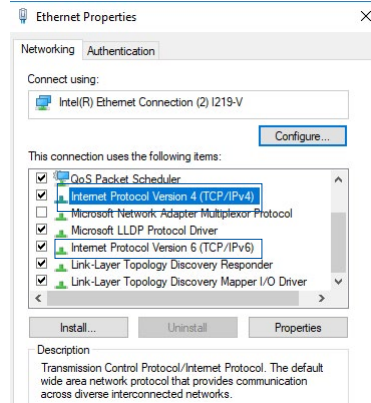 Ethernet Properties
Networking Authentication
Connect using:
Intel(R) Ethernet Connection (2) I219-V
Configure...
This connection uses the following items:
QoS Packet Scheduler
Internet Protocol Version 4 (TCP/IPv4)
Microsoft Network Adapter Multiplexor Protocol
Microsoft LLDP Protocol Driver
Internet Protocol Version 6 (TCP/IPv6)
Link-Layer Topology Discovery Responder
Link-Layer Topology Discovery Mapper I/O Driver
Install... Uninstall Properties
Description
Transmission Control Protocol/Internet Protocol. The default
wide area network protocol that provides communication
across diverse interconnected networks.